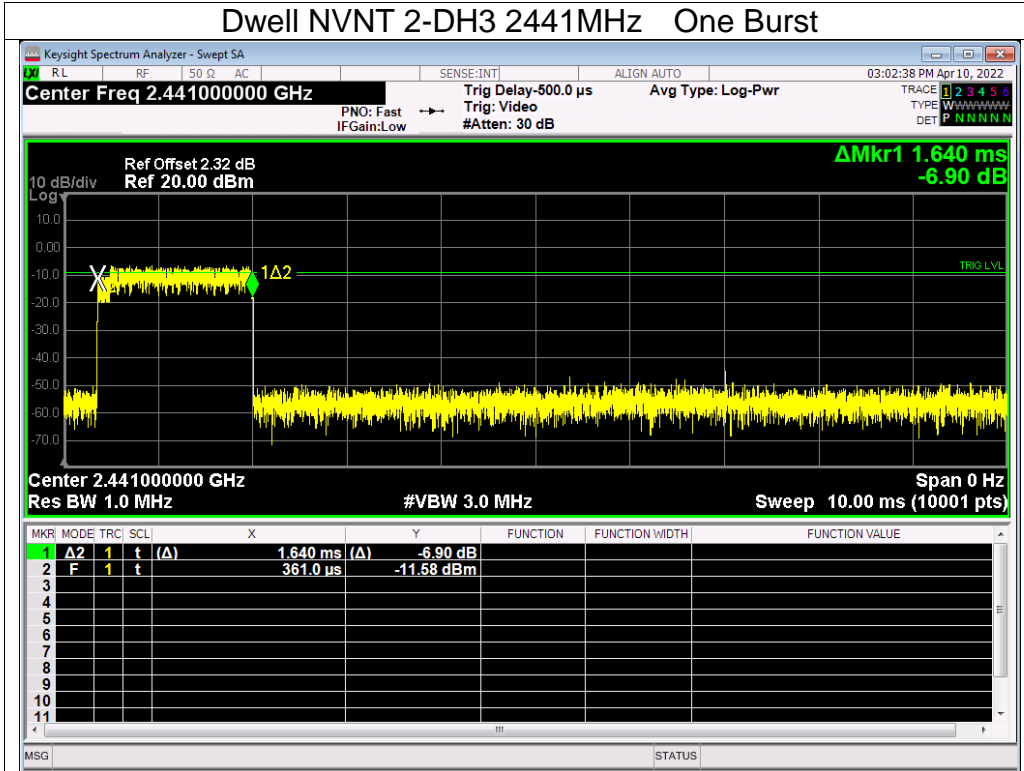 Dwell NVNT 2-DH3 2441MHz One Burst
Keysight Spectrum Analyzer - Swept SA
LXI RL RF 50 Ω AC SENSE:INT ALIGN AUTO 03:02:38 PM Apr 10, 2022
Center Freq 2.441000000 GHz Trig Delay-500.0 µs Avg Type: Log-Pwr TRACE 1 2 3 4 5 6
PNO: Fast Trig: Video TYPE WWWWWW
IFGain:Low #Atten: 30 dB DET P N N N N N
ΔMkr1 1.640 ms
-6.90 dB
Ref Offset 2.32 dB
10 dB/div Ref 20.00 dBm
Log
10.0
0.00
-10.0
1Δ2
TRIG LVL
-20.0
-30.0
-40.0
-50.0
-60.0
-70.0
Center 2.441000000 GHz Span 0 Hz
Res BW 1.0 MHz #VBW 3.0 MHz Sweep 10.00 ms (10001 pts)
MKR MODE TRC SCL X Y FUNCTION FUNCTION WIDTH FUNCTION VALUE
1 Δ2 1 t (Δ) 1.640 ms (Δ) -6.90 dB
2 F 1 t 361.0 µs -11.58 dBm
3
4
5
6
7
8
9
10
11
MSG STATUS